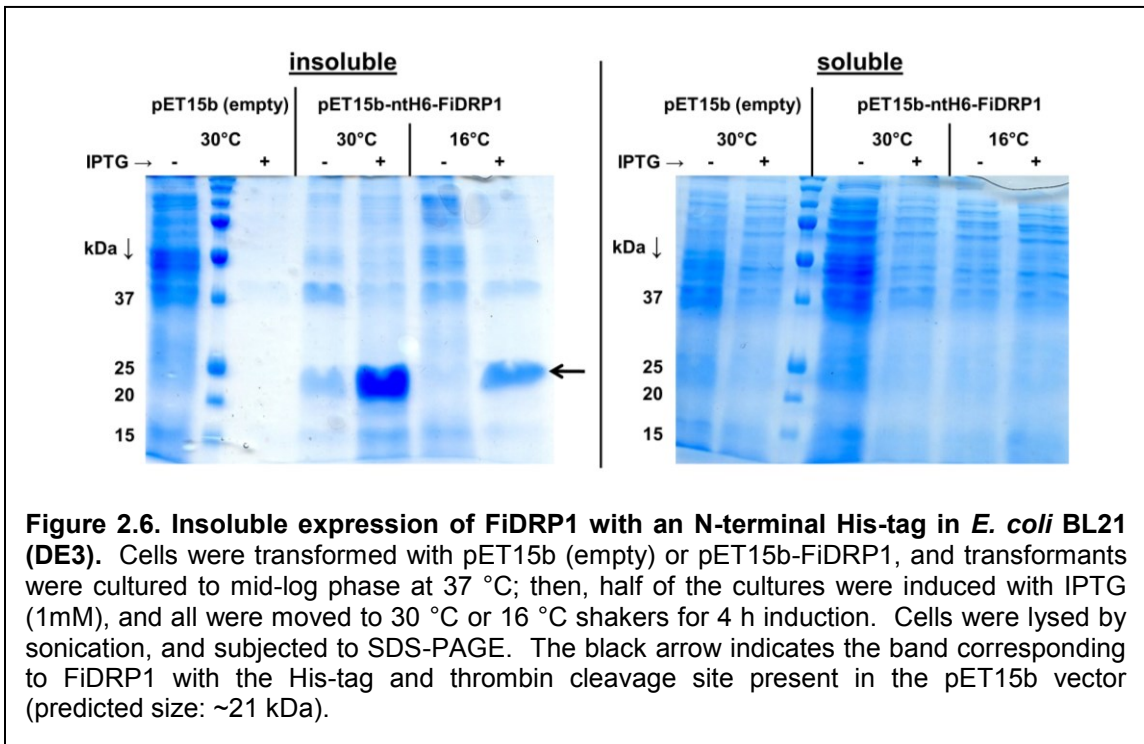 insoluble
soluble
pET15b (empty) pET15b-ntH6-FiDRP1
pET15b (empty) pET15b-ntH6-FiDRP1
30°C 30°C 16°C
30°C 30°C 16°C
IPTG → - + - + - +
IPTG → - + - + - +
kDa ↓
37
25
20
15
kDa ↓
37
25
20
15
Figure 2.6. Insoluble expression of FiDRP1 with an N-terminal His-tag in E. coli BL21
(DE3). Cells were transformed with pET15b (empty) or pET15b-FiDRP1, and transformants
were cultured to mid-log phase at 37 °C; then, half of the cultures were induced with IPTG
(1mM), and all were moved to 30 °C or 16 °C shakers for 4 h induction. Cells were lysed by
sonication, and subjected to SDS-PAGE. The black arrow indicates the band corresponding
to FiDRP1 with the His-tag and thrombin cleavage site present in the pET15b vector
(predicted size: ~21 kDa).